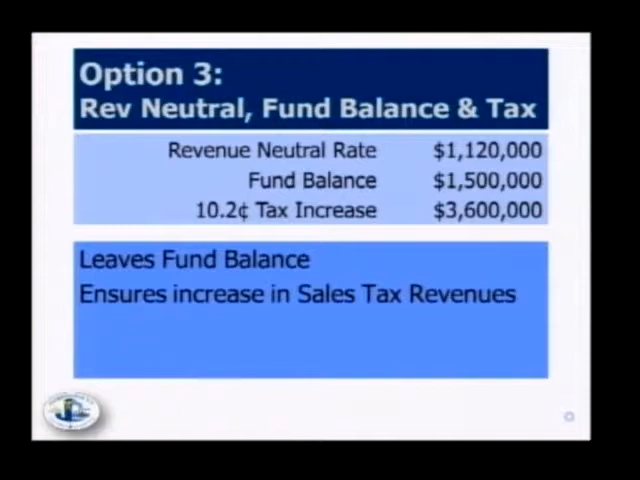 Option 3:
Rev Neutral, Fund Balance & Tax
Revenue Neutral Rate $1,120,000
Fund Balance $1,500,000
10.2¢ Tax Increase $3,600,000
Leaves Fund Balance
Ensures increase in Sales Tax Revenues